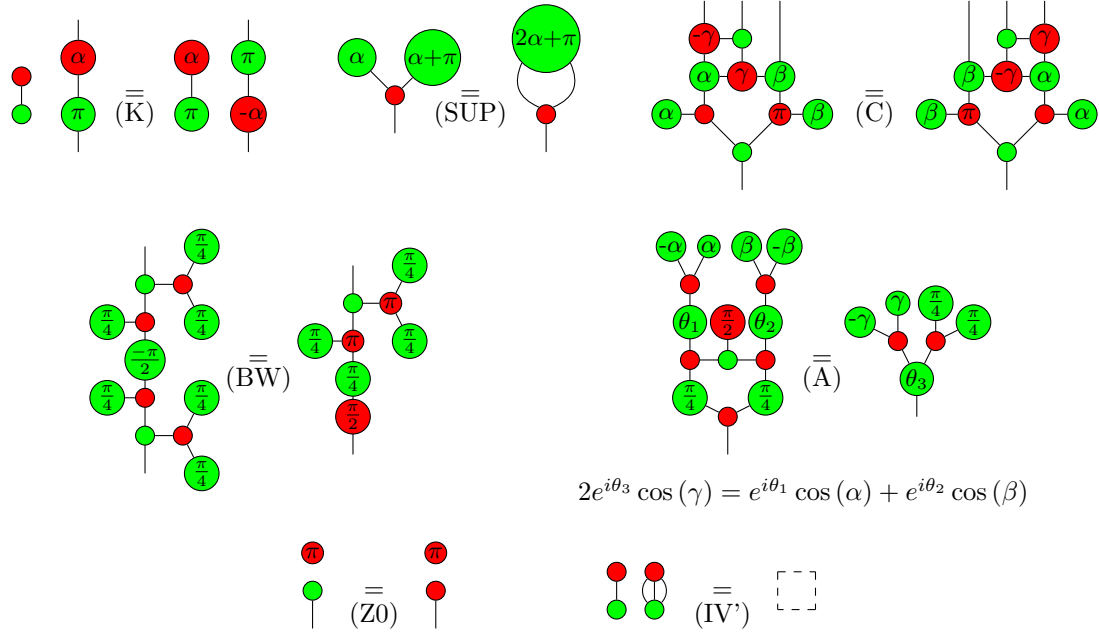 α π = (K) α π π -α
α α+π = (SUP) 2α+π
-γ α γ β α π β = (C) γ β -γ α β π α
π/4 π/4 π/4 -π/2 π/4 π/4 π/4 = (BW) π/4 π π/4 π/4 π π/4 π/2
-α α β -β θ₁ π/2 θ₂ π/4 π/4 = (A) -γ γ π/4 π/4 θ₃
2e^{iθ₃} cos (γ) = e^{iθ₁} cos (α) + e^{iθ₂} cos (β)
π = (Z0) π
= (IV')